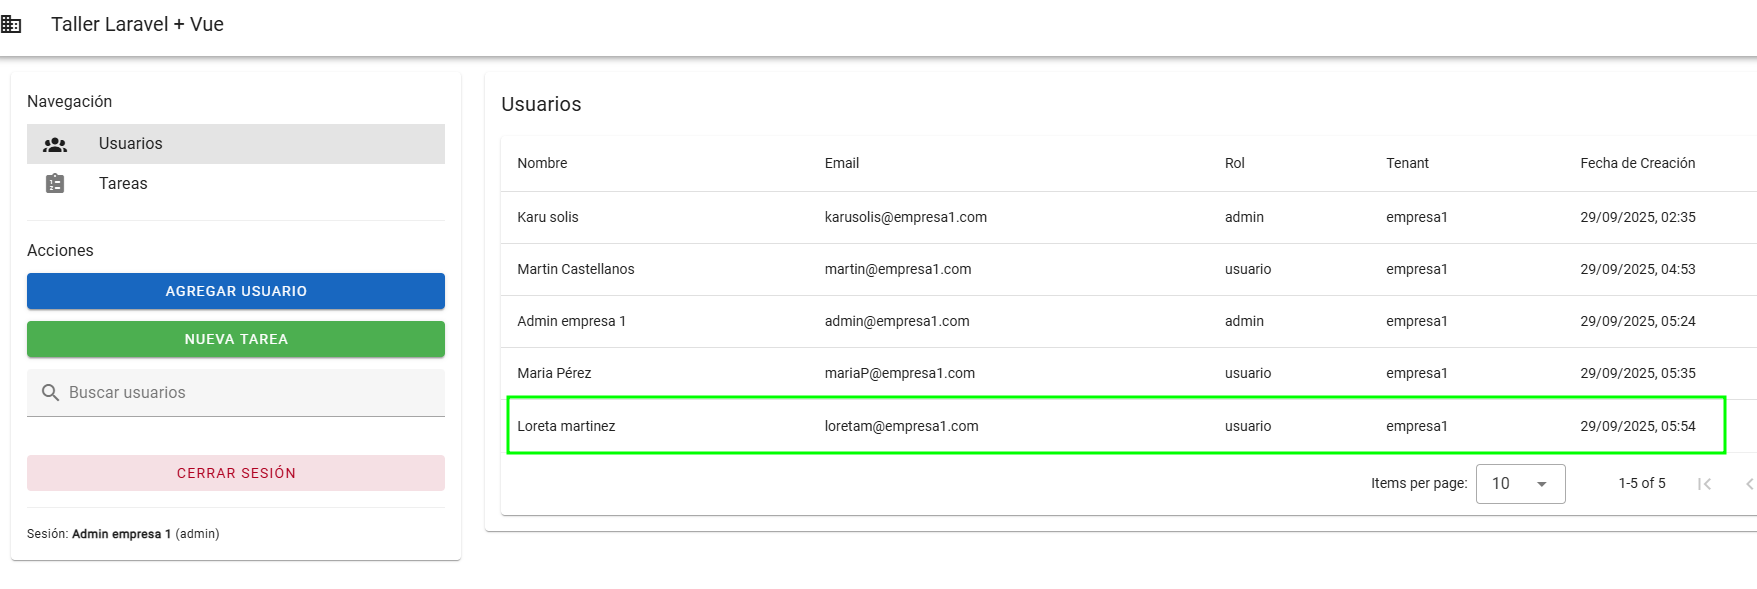 Taller Laravel + Vue
Navegación
Usuarios
Tareas
Acciones
AGREGAR USUARIO
NUEVA TAREA
Buscar usuarios
CERRAR SESIÓN
Sesión: Admin empresa 1 (admin)
Usuarios
Nombre Email Rol Tenant Fecha de Creación
Karu solis karusolis@empresa1.com admin empresa1 29/09/2025, 02:35
Martin Castellanos martin@empresa1.com usuario empresa1 29/09/2025, 04:53
Admin empresa 1 admin@empresa1.com admin empresa1 29/09/2025, 05:24
Maria Pérez mariaP@empresa1.com usuario empresa1 29/09/2025, 05:35
Loreta martinez loretam@empresa1.com usuario empresa1 29/09/2025, 05:54
Items per page: 10 1-5 of 5